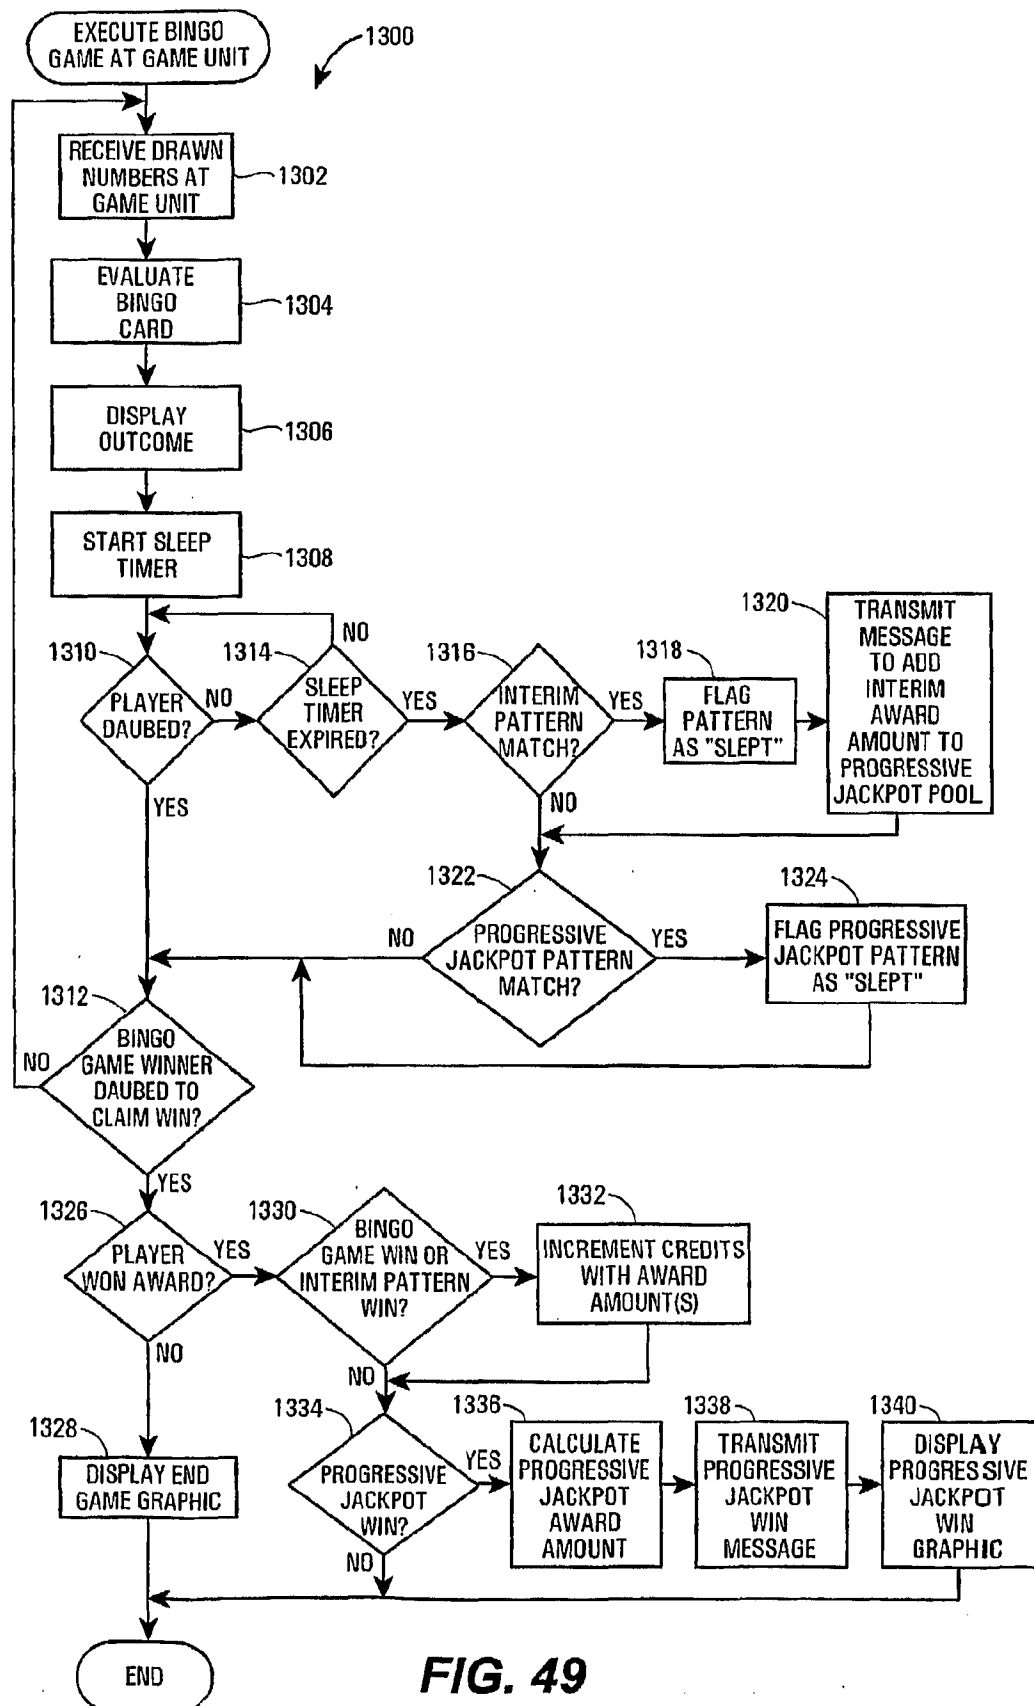 EXECUTE BINGO
GAME AT GAME UNIT
1300
RECEIVE DRAWN
NUMBERS AT
GAME UNIT
1302
EVALUATE
BINGO
CARD
1304
DISPLAY
OUTCOME
1306
START SLEEP
TIMER
1308
1310
PLAYER
DAUBED?
NO
YES
1314
SLEEP
TIMER
EXPIRED?
NO
YES
1316
INTERIM
PATTERN
MATCH?
YES
NO
1318
FLAG
PATTERN
AS "SLEPT"
1320
TRANSMIT
MESSAGE
TO ADD
INTERIM
AWARD
AMOUNT TO
PROGRESSIVE
JACKPOT POOL
1322
PROGRESSIVE
JACKPOT PATTERN
MATCH?
NO
YES
1324
FLAG PROGRESSIVE
JACKPOT PATTERN
AS "SLEPT"
1312
BINGO
GAME WINNER
DAUBED TO
CLAIM WIN?
NO
YES
1326
PLAYER
WON AWARD?
YES
NO
1330
BINGO
GAME WIN OR
INTERIM PATTERN
WIN?
YES
NO
1332
INCREMENT CREDITS
WITH AWARD
AMOUNT(S)
1328
DISPLAY END
GAME GRAPHIC
1334
PROGRESSIVE
JACKPOT
WIN?
YES
NO
1336
CALCULATE
PROGRESSIVE
JACKPOT
AWARD
AMOUNT
1338
TRANSMIT
PROGRESSIVE
JACKPOT
WIN
MESSAGE
1340
DISPLAY
PROGRESSIVE
JACKPOT
WIN
GRAPHIC
END
FIG. 49